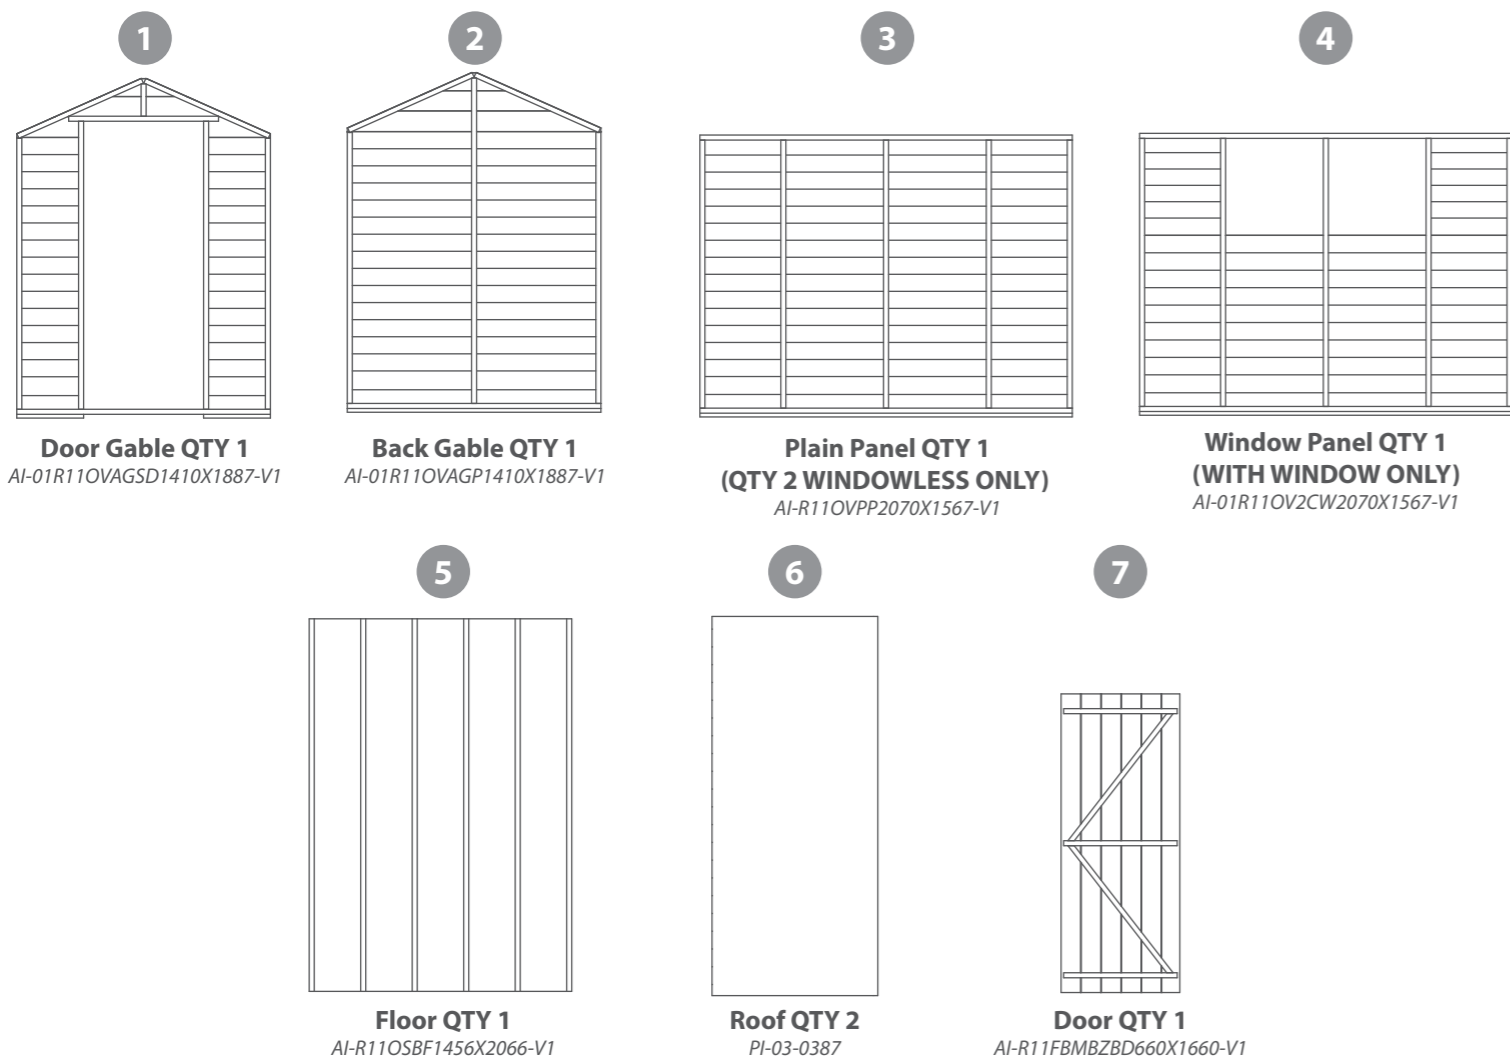 1
2
3
4
Door Gable QTY 1
AI-01R11OVAGSD1410X1887-V1
Back Gable QTY 1
AI-01R11OVAGP1410X1887-V1
Plain Panel QTY 1
(QTY 2 WINDOWLESS ONLY)
AI-R11OVPP2070X1567-V1
Window Panel QTY 1
(WITH WINDOW ONLY)
AI-01R11OV2CW2070X1567-V1
5
6
7
Floor QTY 1
AI-R11OSBF1456X2066-V1
Roof QTY 2
PI-03-0387
Door QTY 1
AI-R11FBMBZBD660X1660-V1